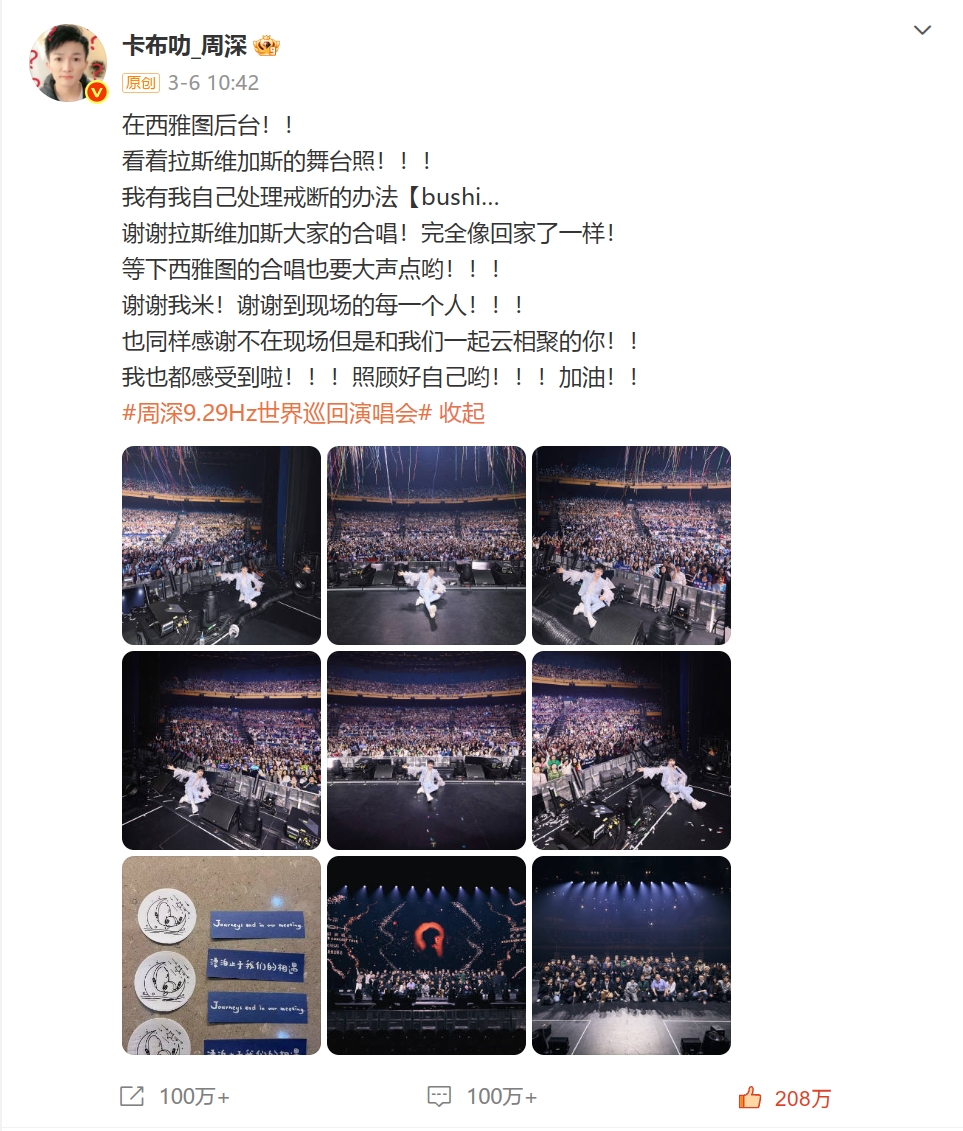 卡布叻_周深
原创 3-6 10:42
在西雅图后台！！
看着拉斯维加斯的舞台照！！！
我有我自己处理戒断的办法【bushi...
谢谢拉斯维加斯大家的合唱！完全像回家了一样！
等下西雅图的合唱也要大声点哟！！！
谢谢我米！谢谢到现场的每一个人！！！
也同样感谢不在现场但是和我们一起云相聚的你！！
我也都感受到啦！！！照顾好自己哟！！！加油！！
#周深9.29Hz世界巡回演唱会# 收起
Journeys end in our meeting.
漂泊止于我们的相遇
Journeys end in our meeting.
漂泊止于我们的相遇
100万+
100万+
208万